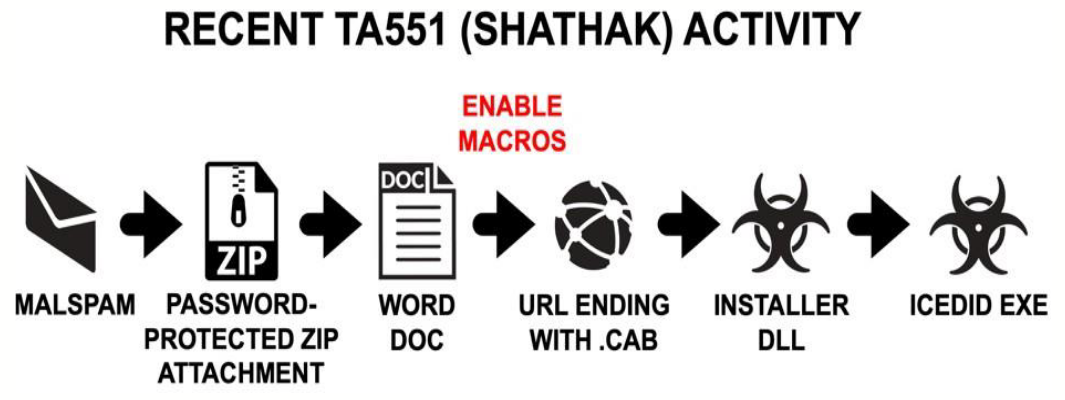 RECENT TA551 (SHATHAK) ACTIVITY
ENABLE
MACROS
DOC
ZIP
MALSPAM
PASSWORD-
PROTECTED ZIP
ATTACHMENT
WORD
DOC
URL ENDING
WITH .CAB
INSTALLER
DLL
ICEDID EXE